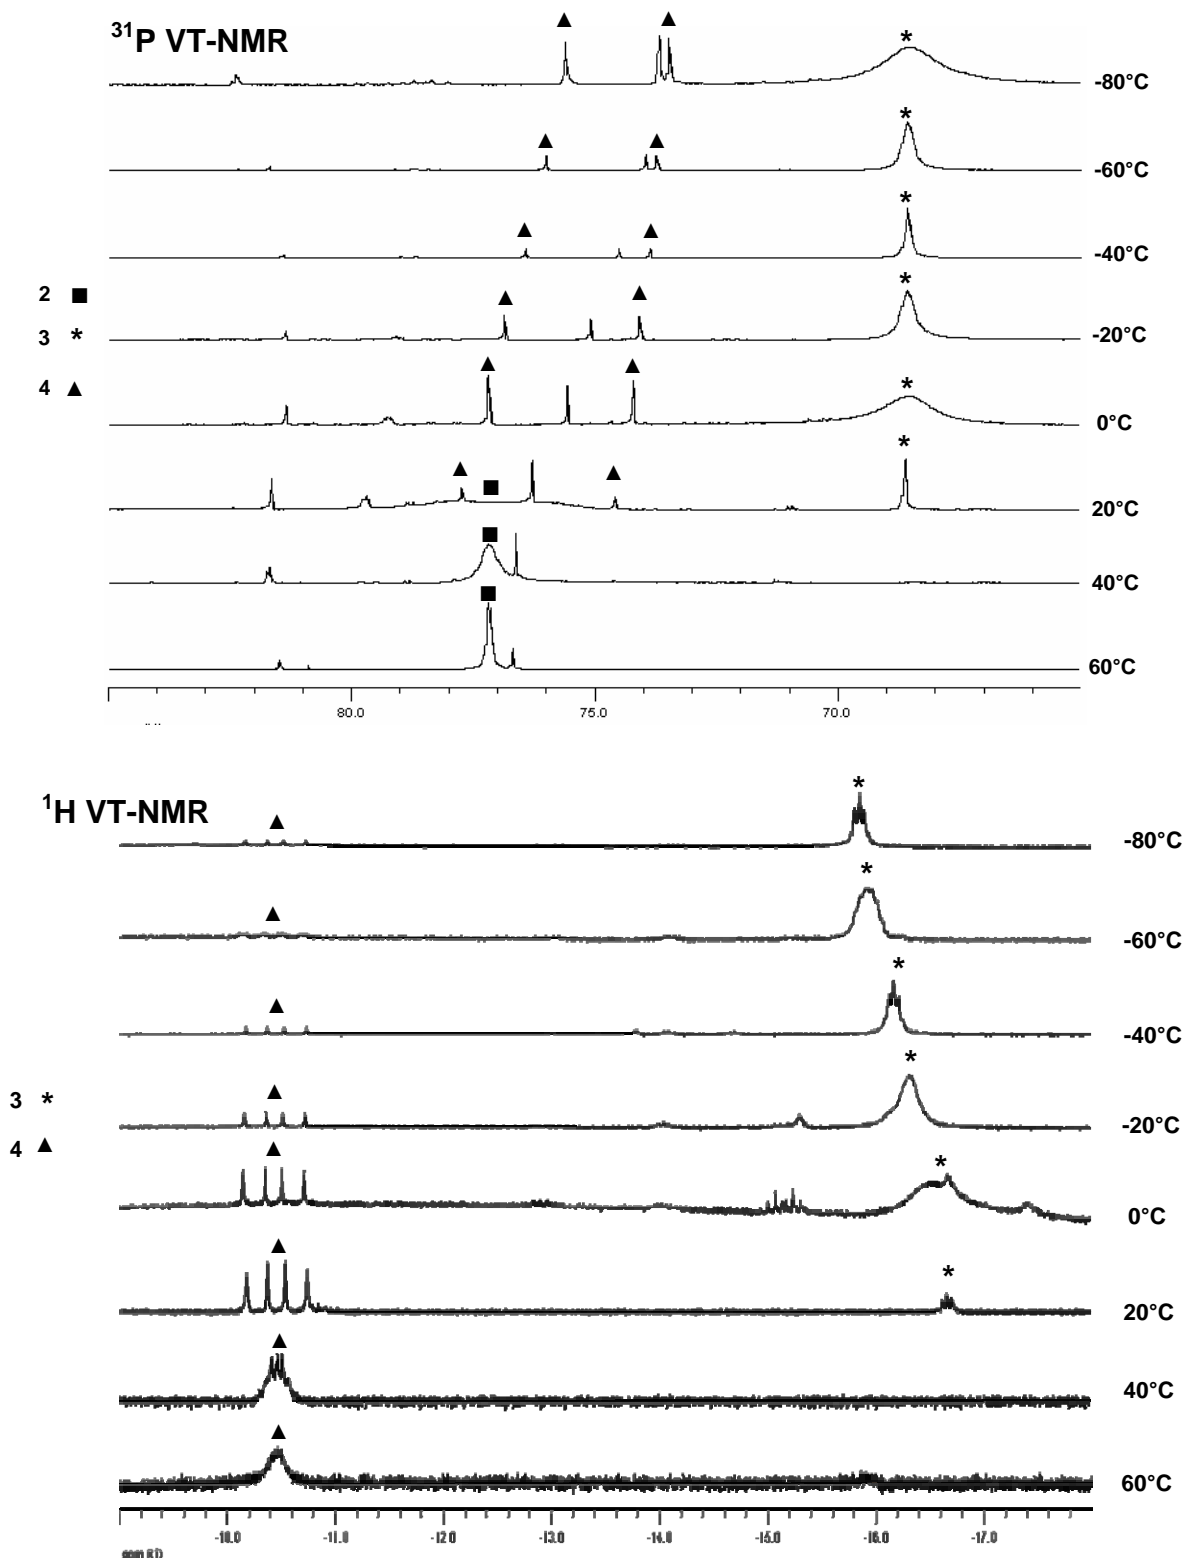 ³¹P VT-NMR
▲ ▲ *
-80°C
▲ ▲ *
-60°C
▲ ▲ *
-40°C
2 ■
▲ ▲ *
-20°C
3 *
4 ▲
▲ ▲ *
0°C
▲ ■ ▲ *
20°C
■
40°C
■
60°C
80.0 75.0 70.0
¹H VT-NMR
▲ *
-80°C
▲ *
-60°C
▲ *
-40°C
3 *
▲ *
-20°C
4 ▲
▲ *
0°C
▲ *
20°C
▲
40°C
▲
60°C
-10.0 -11.0 -12.0 -13.0 -14.0 -15.0 -16.0 -17.0